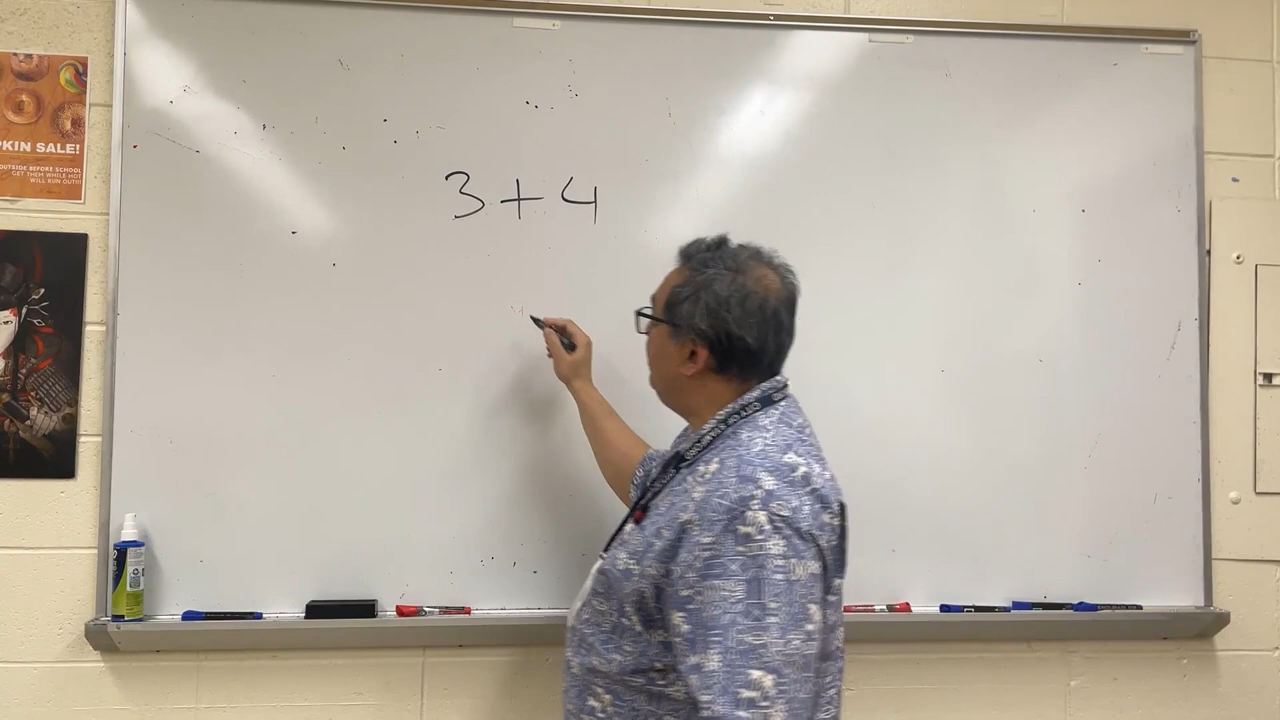 3+4
PKIN SALE!
OUTSIDE BEFORE SCHOOL
GET THEM WHILE HOT
WILL RUN OUT!!!